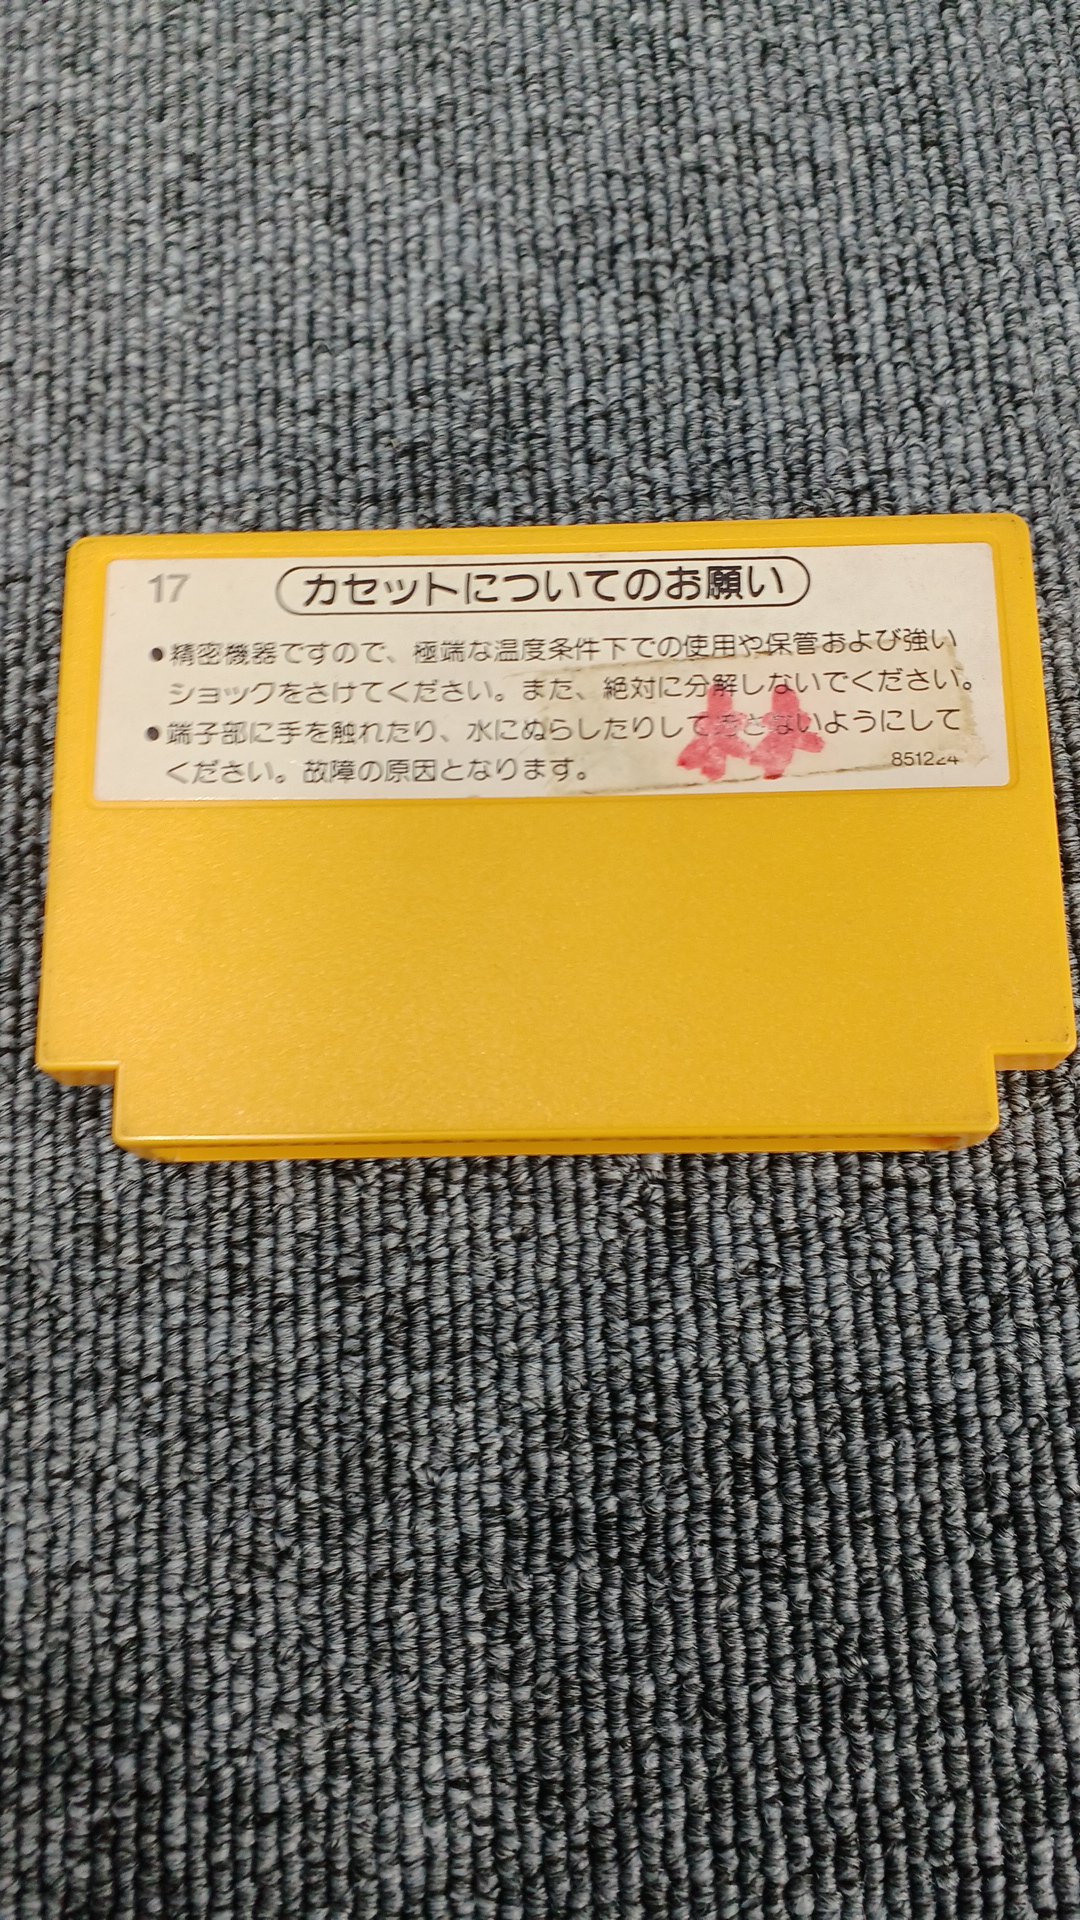 17
カセットについてのお願い
●精密機器ですので、極端な温度条件下での使用や保管および強い
ショックをさけてください。また、絶対に分解しないでください。
●端子部に手を触れたり、水にぬらしたりして ないようにして
ください。故障の原因となります。
林